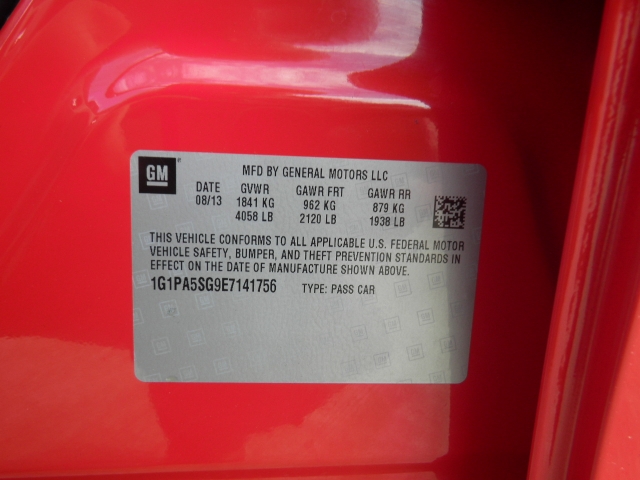 GM
MFD BY GENERAL MOTORS LLC
DATE GVWR GAWR FRT GAWR RR
08/13 1841 KG 962 KG 879 KG
4058 LB 2120 LB 1938 LB
THIS VEHICLE CONFORMS TO ALL APPLICABLE U.S. FEDERAL MOTOR
VEHICLE SAFETY, BUMPER, AND THEFT PREVENTION STANDARDS IN
EFFECT ON THE DATE OF MANUFACTURE SHOWN ABOVE.
1G1PA5SG9E7141756 TYPE: PASS CAR